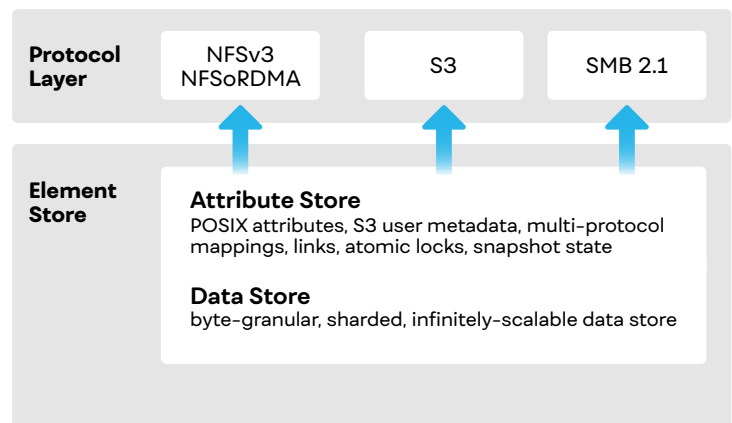 Protocol
Layer
NFSv3
NFSoRDMA
S3
SMB 2.1
Element
Store
Attribute Store
POSIX attributes, S3 user metadata, multi-protocol
mappings, links, atomic locks, snapshot state
Data Store
byte-granular, sharded, infinitely-scalable data store